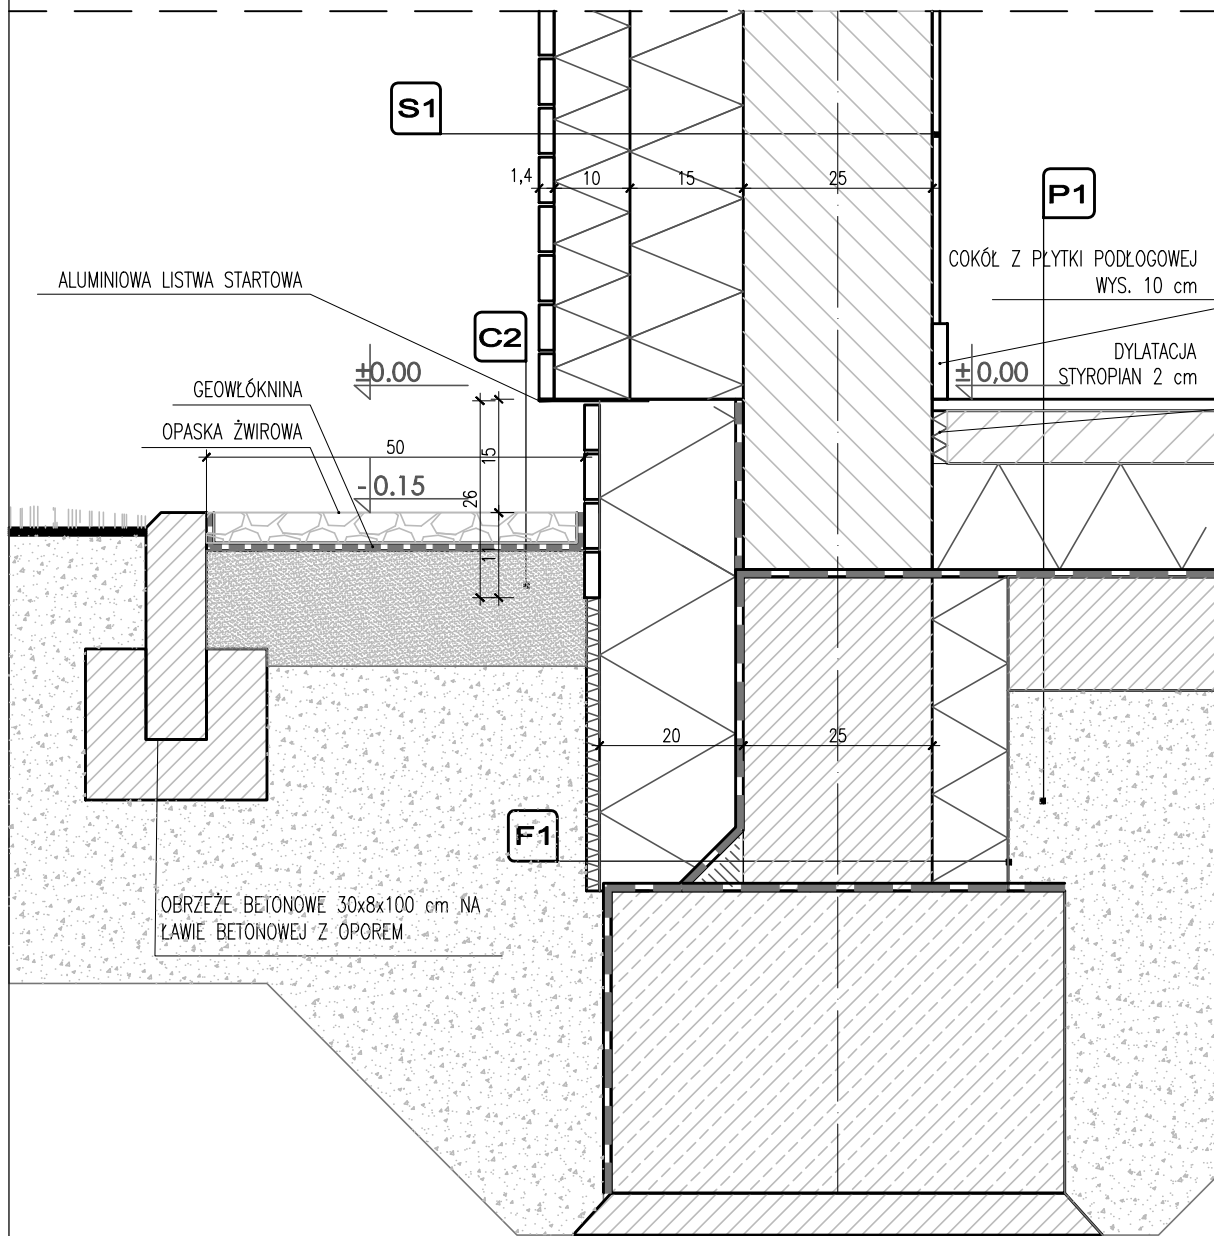 S1
1,4
10
15
25
P1
COKÓŁ Z PŁYTKI PODŁOGOWEJ
WYS. 10 cm
ALUMINIOWA LISTWA STARTOWA
C2
DYLATACJA
STYROPIAN 2 cm
±0.00
±0,00
GEOWŁÓKNINA
OPASKA ŻWIROWA
50
15
-0.15
26
11
20
25
F1
OBRZEŻE BETONOWE 30x8x100 cm NA
ŁAWIE BETONOWEJ Z OPOREM